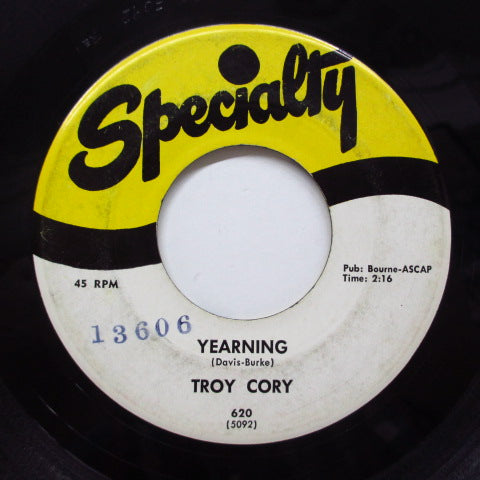 Specialty
45 RPM
Pub: Bourne-ASCAP
Time: 2:16
13606
YEARNING
(Davis-Burke)
TROY CORY
620
(5092)